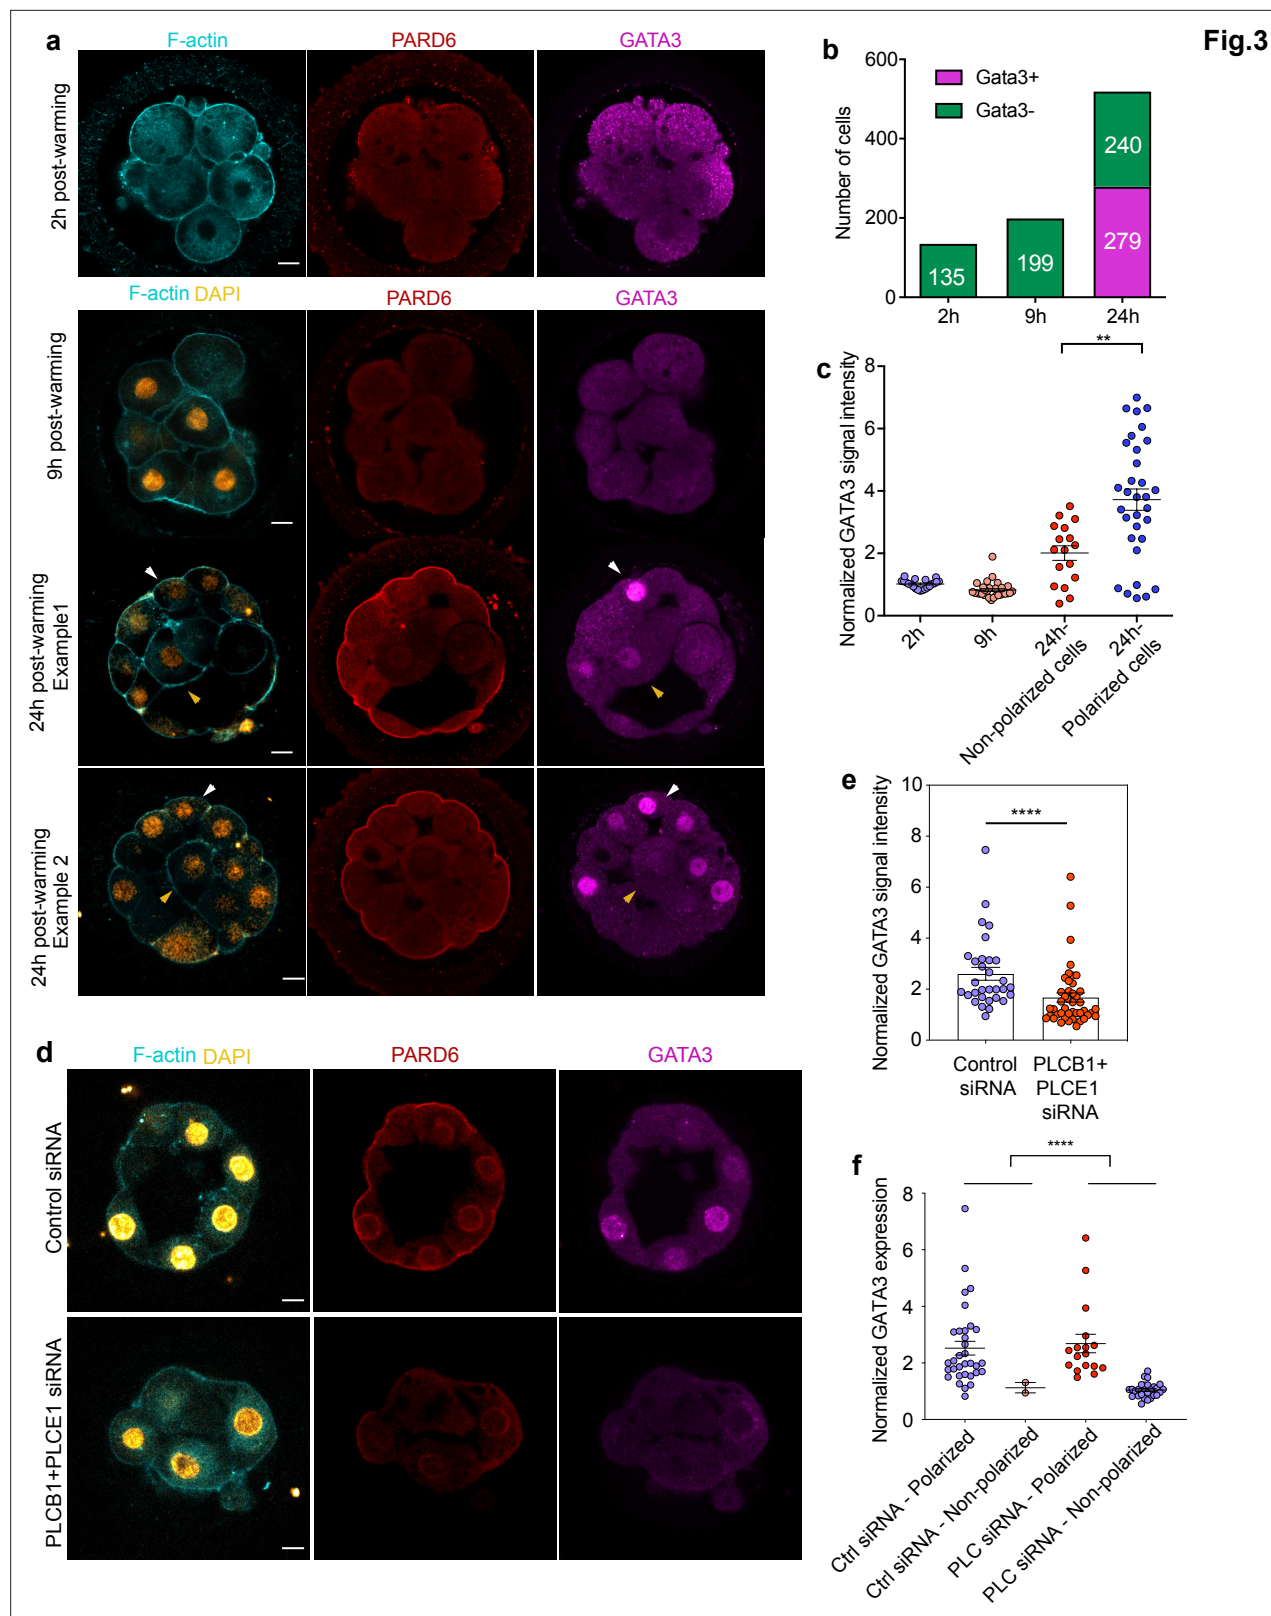 Fig.3
a
F-actin PARD6 GATA3
2h post-warming
F-actin DAPI PARD6 GATA3
9h post-warming
24h post-warming
Example1
24h post-warming
Example 2
b
Number of cells
600
400
200
0
Gata3+
Gata3-
135
199
240
279
2h 9h 24h
c
Normalized GATA3 signal intensity
8
6
4
2
0
**
2h
9h
24h-
Non-polarized cells
24h-
Polarized cells
d
F-actin DAPI PARD6 GATA3
Control siRNA
PLCB1+PLCE1 siRNA
e
Normalized GATA3 signal intensity
10
8
6
4
2
0
****
Control
siRNA
PLCB1+
PLCE1
siRNA
f
Normalized GATA3 expression
8
6
4
2
0
****
Ctrl siRNA - Polarized
Ctrl siRNA - Non-polarized
PLC siRNA - Polarized
PLC siRNA - Non-polarized